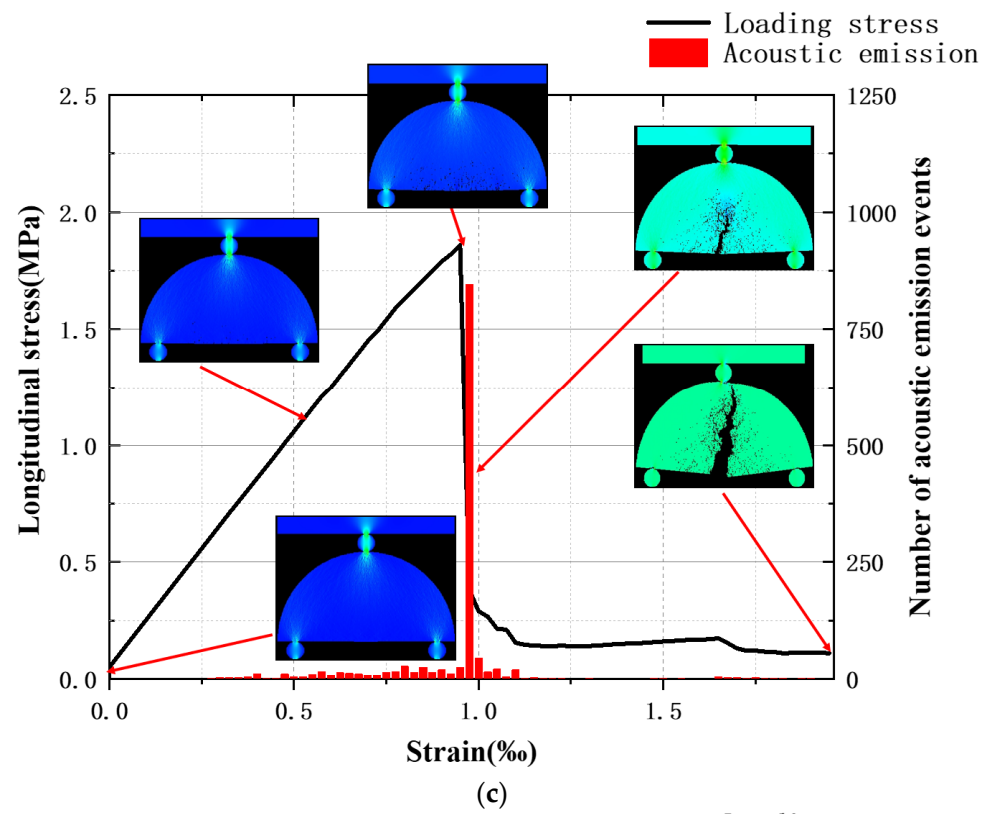 Loading stress
Acoustic emission
2.5
2.0
1.5
1.0
0.5
0.0
Longitudinal stress(MPa)
1250
1000
750
500
250
0
Number of acoustic emission events
0.0
0.5
1.0
1.5
Strain(‰)
(c)